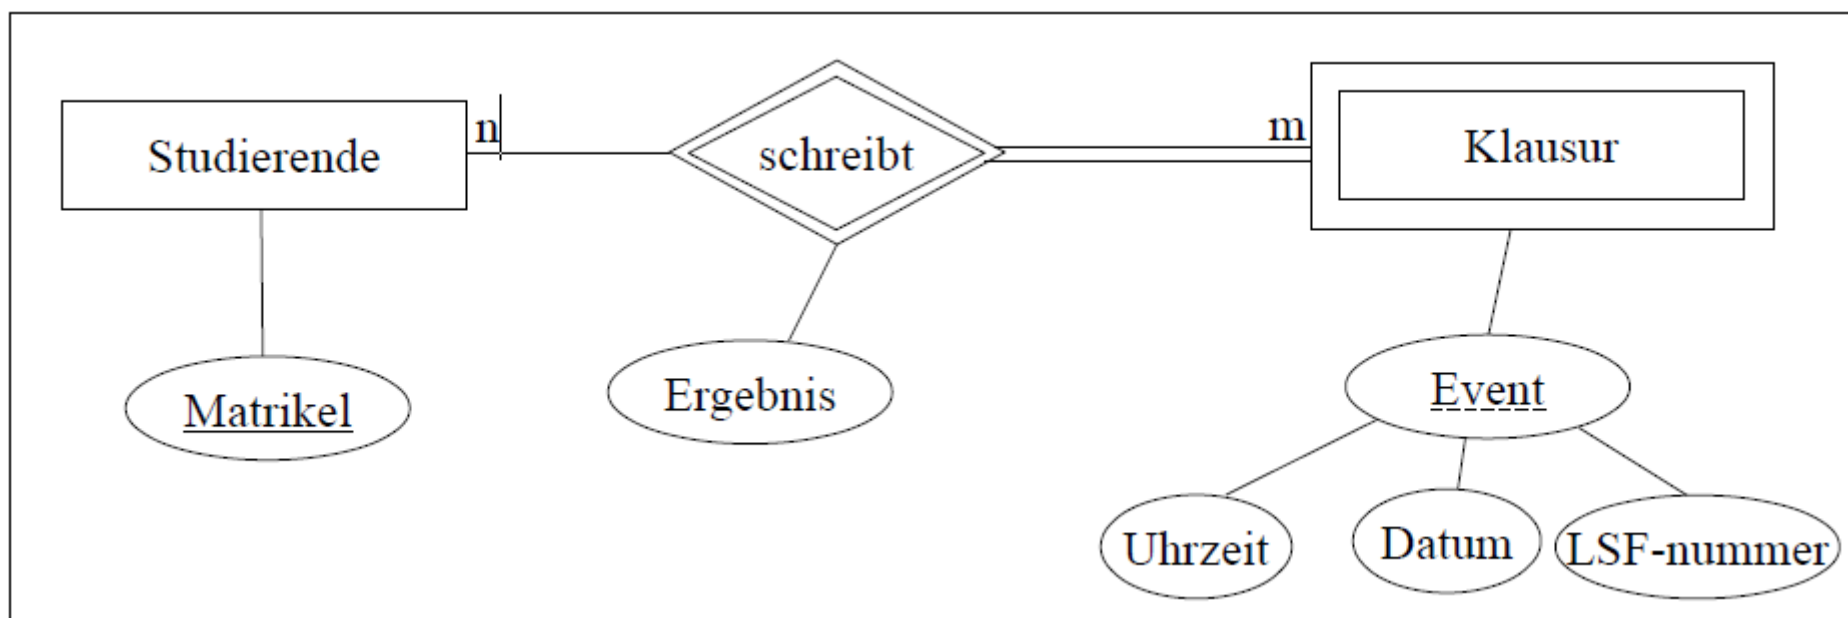 Studierende
n
schreibt
m
Klausur
Matrikel
Ergebnis
Event
Uhrzeit
Datum
LSF-nummer